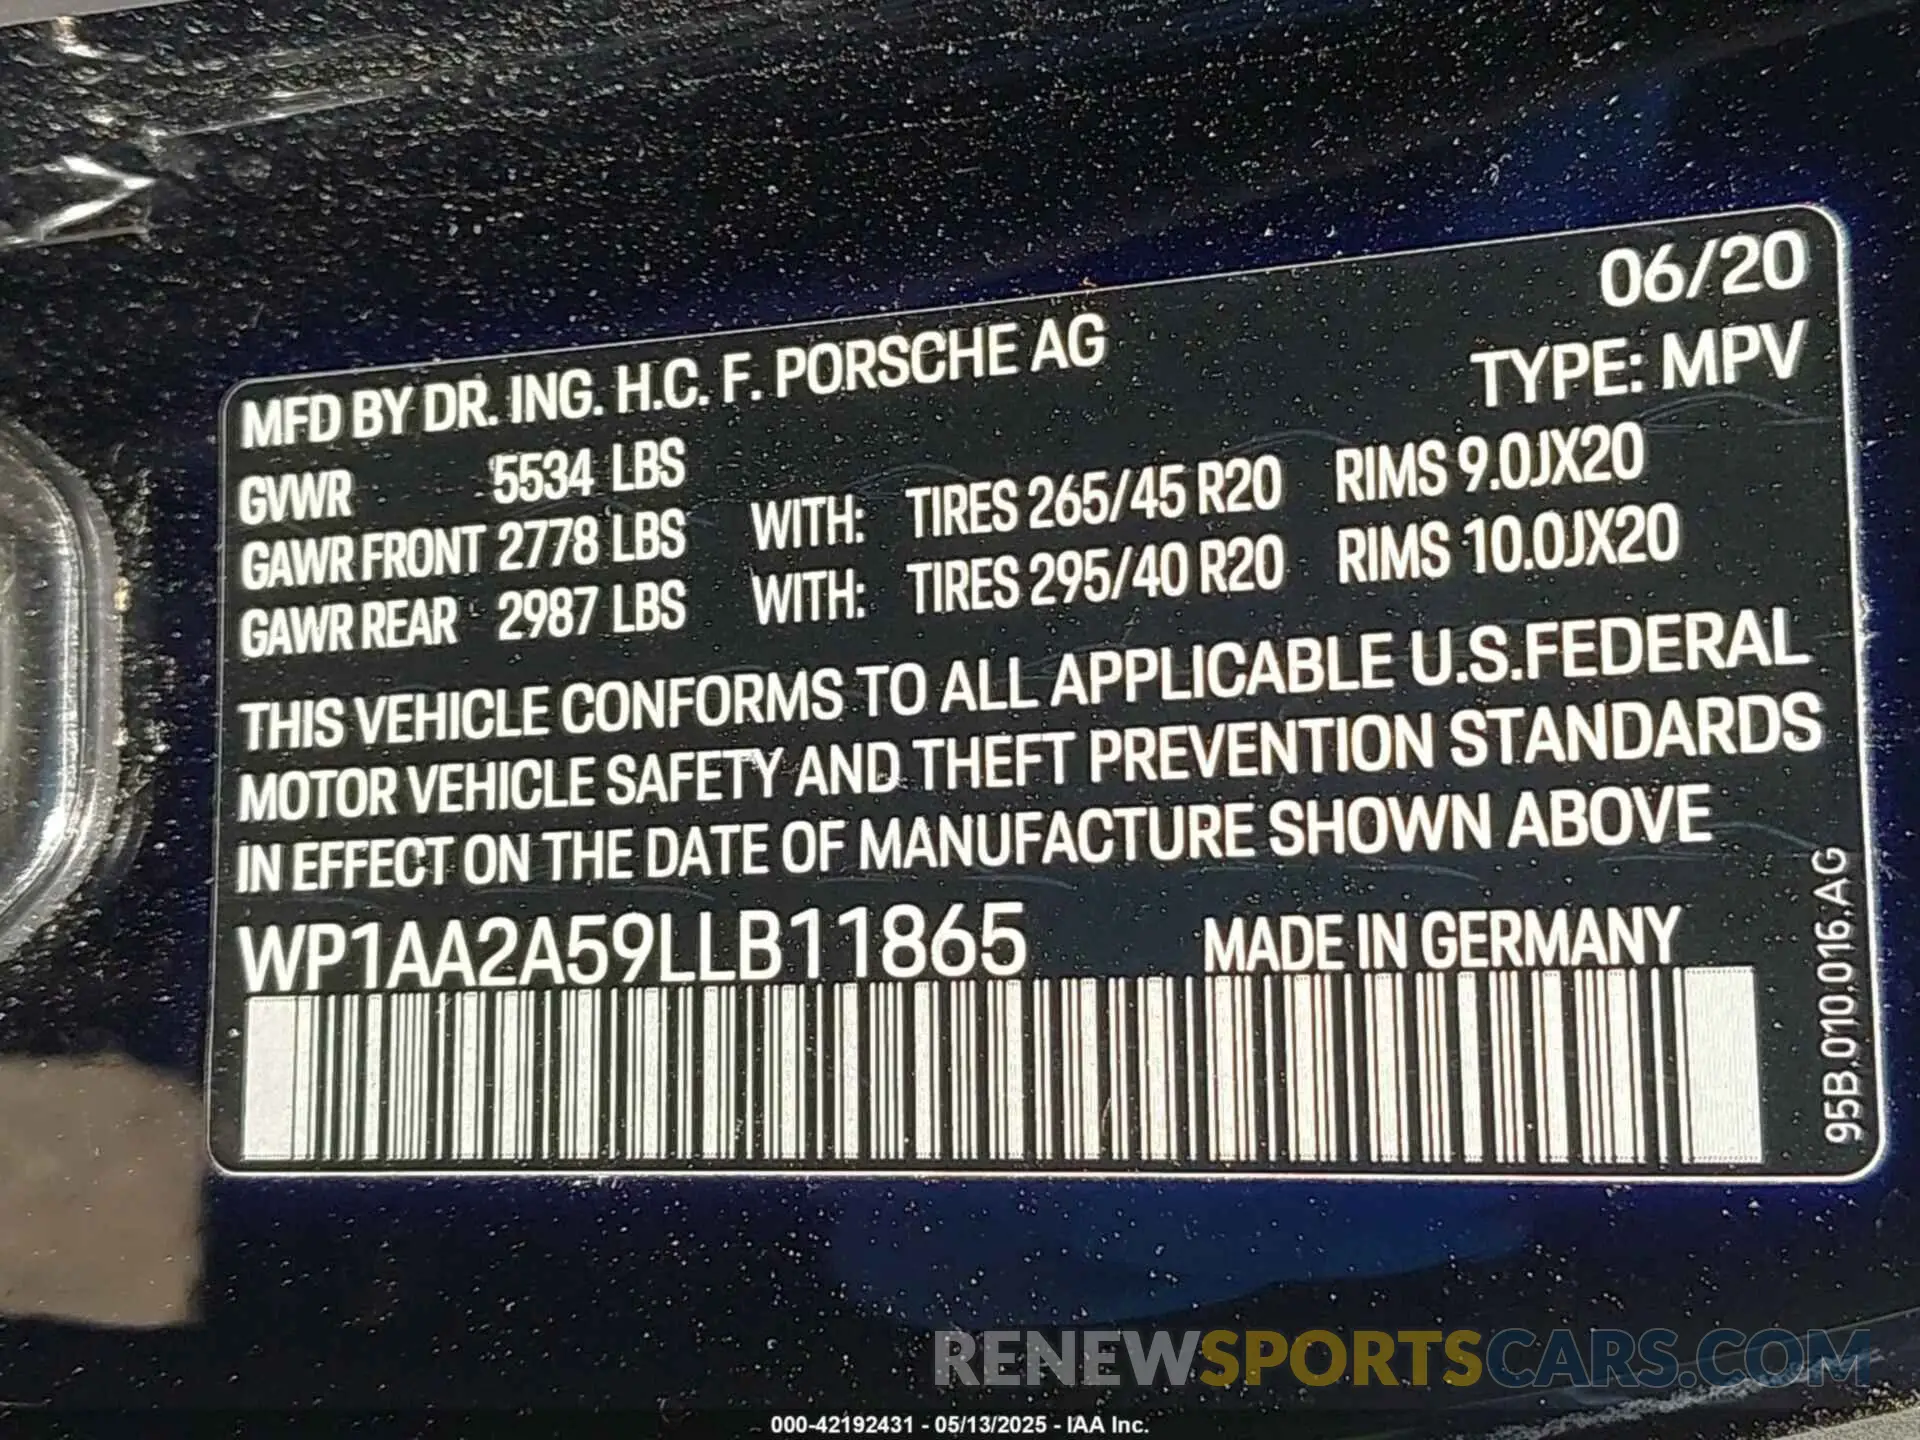 06/20
MFD BY DR. ING. H.C. F. PORSCHE AG
TYPE: MPV
GVWR 5534 LBS
GAWR FRONT 2778 LBS WITH: TIRES 265/45 R20 RIMS 9.0JX20
GAWR REAR 2987 LBS WITH: TIRES 295/40 R20 RIMS 10.0JX20
THIS VEHICLE CONFORMS TO ALL APPLICABLE U.S.FEDERAL
MOTOR VEHICLE SAFETY AND THEFT PREVENTION STANDARDS
IN EFFECT ON THE DATE OF MANUFACTURE SHOWN ABOVE
WP1AA2A59LLB11865 MADE IN GERMANY
95B.010.016.AG
RENEWSPORTSCARS.COM
000-42192431 - 05/13/2025 - IAA Inc.